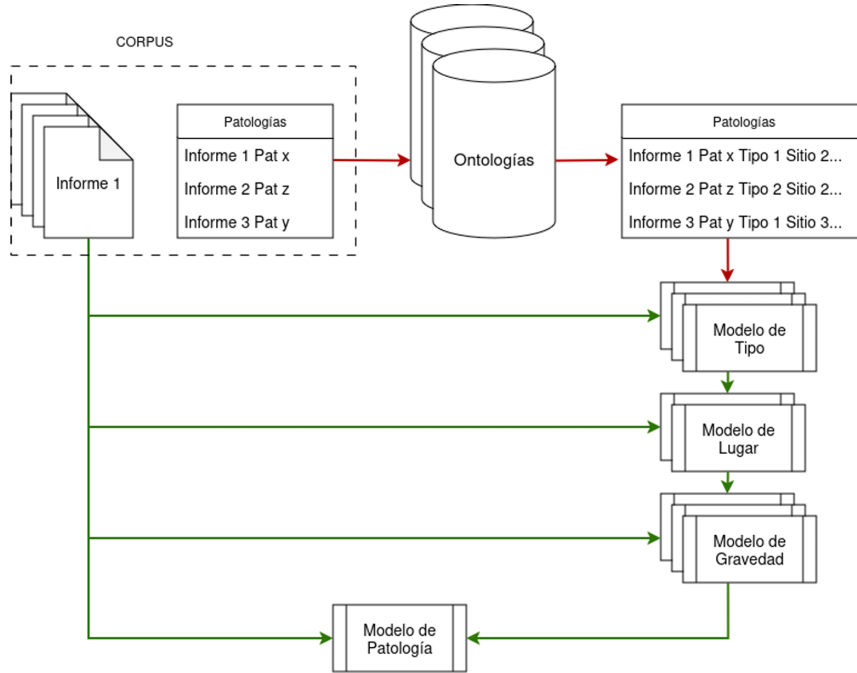 CORPUS
Informe 1
Patologías
Informe 1 Pat x
Informe 2 Pat z
Informe 3 Pat y
Ontologías
Patologías
Informe 1 Pat x Tipo 1 Sitio 2...
Informe 2 Pat z Tipo 2 Sitio 2...
Informe 3 Pat y Tipo 1 Sitio 3...
Modelo de
Tipo
Modelo de
Lugar
Modelo de
Gravedad
Modelo de
Patología